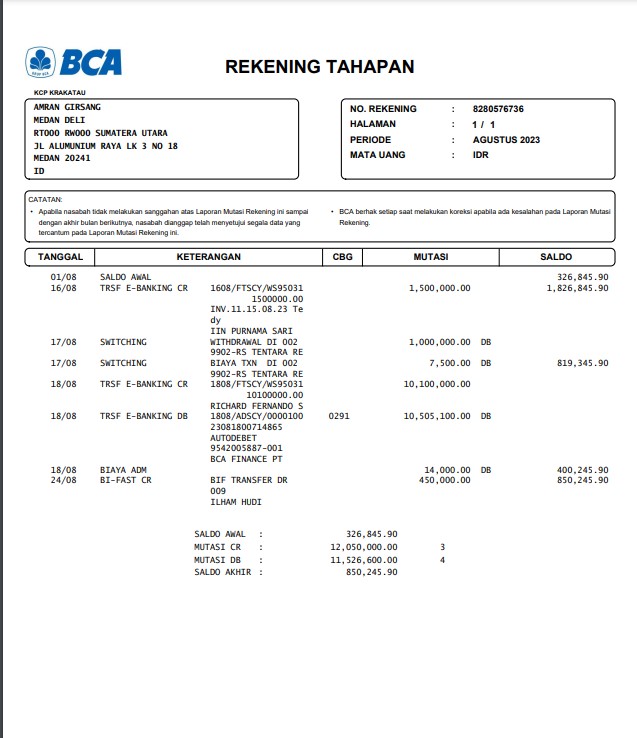 BCA
REKENING TAHAPAN
KCP KRAKATAU
AMRAN GIRSANG
MEDAN DELI
RTOOO RWOOO SUMATERA UTARA
JL ALUMUNIUM RAYA LK 3 NO 18
MEDAN 20241
ID
NO. REKENING : 8280576736
HALAMAN : 1 / 1
PERIODE : AGUSTUS 2023
MATA UANG : IDR
CATATAN:
• Apabila nasabah tidak melakukan sanggahan atas Laporan Mutasi Rekening ini sampai
dengan akhir bulan berikutnya, nasabah dianggap telah menyetujui segala data yang
tercantum pada Laporan Mutasi Rekening ini.
• BCA berhak setiap saat melakukan koreksi apabila ada kesalahan pada Laporan Mutasi
Rekening.
TANGGAL KETERANGAN CBG MUTASI SALDO
01/08 SALDO AWAL 326,845.90
16/08 TRSF E-BANKING CR 1608/FTSCY/WS95031 1,500,000.00 1,826,845.90
1500000.00
INV.11.15.08.23 Te
dy
IIN PURNAMA SARI
17/08 SWITCHING WITHDRAWAL DI 002 1,000,000.00 DB
9902-RS TENTARA RE
17/08 SWITCHING BIAYA TXN DI 002 7,500.00 DB 819,345.90
9902-RS TENTARA RE
18/08 TRSF E-BANKING CR 1808/FTSCY/WS95031 10,100,000.00
10100000.00
RICHARD FERNANDO S
18/08 TRSF E-BANKING DB 1808/ADSCY/0000100 0291 10,505,100.00 DB
23081800714865
AUTODEBET
9542005887-001
BCA FINANCE PT
18/08 BIAYA ADM 14,000.00 DB 400,245.90
24/08 BI-FAST CR BIF TRANSFER DR 450,000.00 850,245.90
009
ILHAM HUDI
SALDO AWAL : 326,845.90
MUTASI CR : 12,050,000.00 3
MUTASI DB : 11,526,600.00 4
SALDO AKHIR : 850,245.90